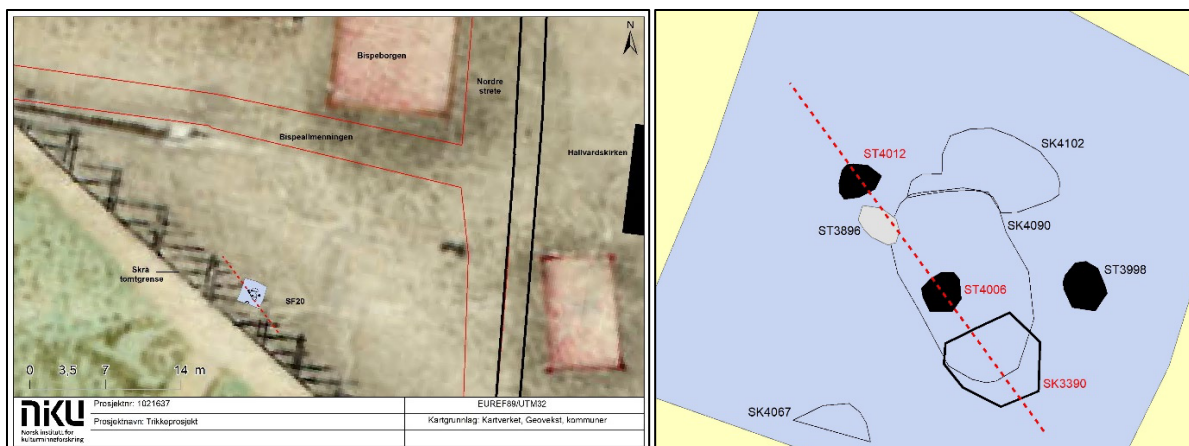 N
Bispeborgen
Nordre
strete
Bispeallmenningen
Hallvardskirken
Skrå
tomtgrense
SF20
0 3,5 7 14 m
NIKU
Norsk institutt for
kulturminneforskning
Prosjektnr: 1021637
EUREF89/UTM32
Prosjektnavn: Trikkeprosjekt
Kartgrunnlag: Kartverket, Geovekst, kommuner
ST4012
SK4102
ST3896
SK4090
ST3998
ST4006
SK3390
SK4067